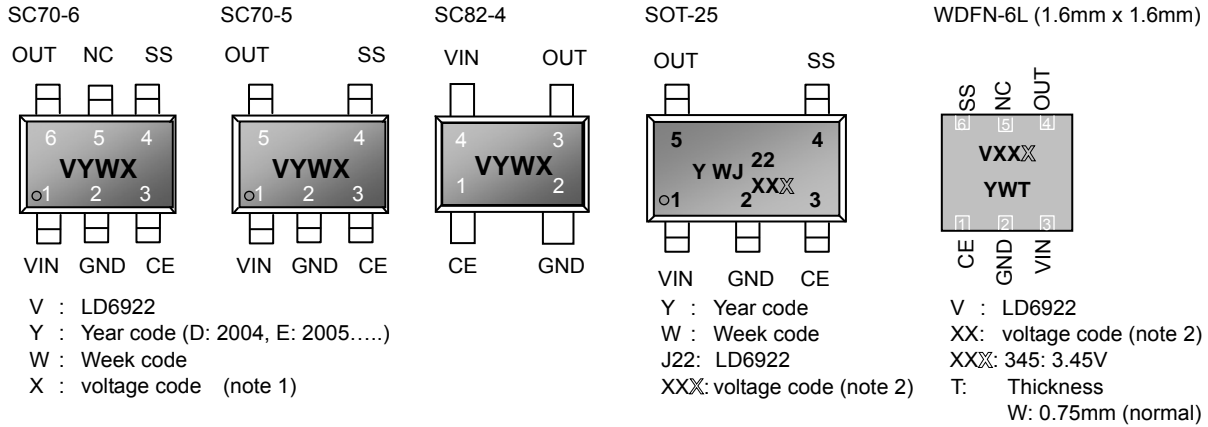 SC70-6
SC70-5
SC82-4
SOT-25
WDFN-6L (1.6mm x 1.6mm)
OUT NC SS
6 5 4
VYWX
1 2 3
VIN GND CE
OUT SS
5 4
VYWX
1 2 3
VIN GND CE
VIN OUT
4 3
VYWX
1 2
CE GND
OUT SS
5 4
Y WJ 22
XX𝕏
1 2 3
VIN GND CE
SS NC OUT
6 5 4
VXX𝕏
YWT
1 2 3
CE GND VIN
V : LD6922
Y : Year code (D: 2004, E: 2005…..)
W : Week code
X : voltage code (note 1)
Y : Year code
W : Week code
J22: LD6922
XX𝕏: voltage code (note 2)
V : LD6922
XX: voltage code (note 2)
XX𝕏: 345: 3.45V
T: Thickness
W: 0.75mm (normal)